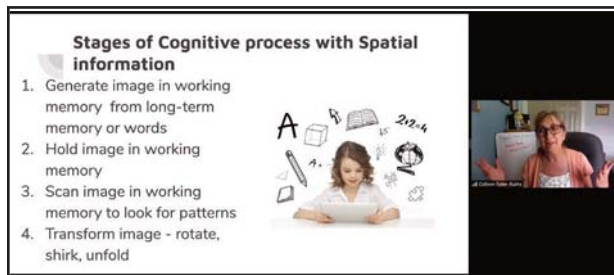 Stages of Cognitive process with Spatial
information
1. Generate image in working
memory from long-term
memory or words
2. Hold image in working
memory
3. Scan image in working
memory to look for patterns
4. Transform image - rotate,
shirk, unfold
A
2+2=4